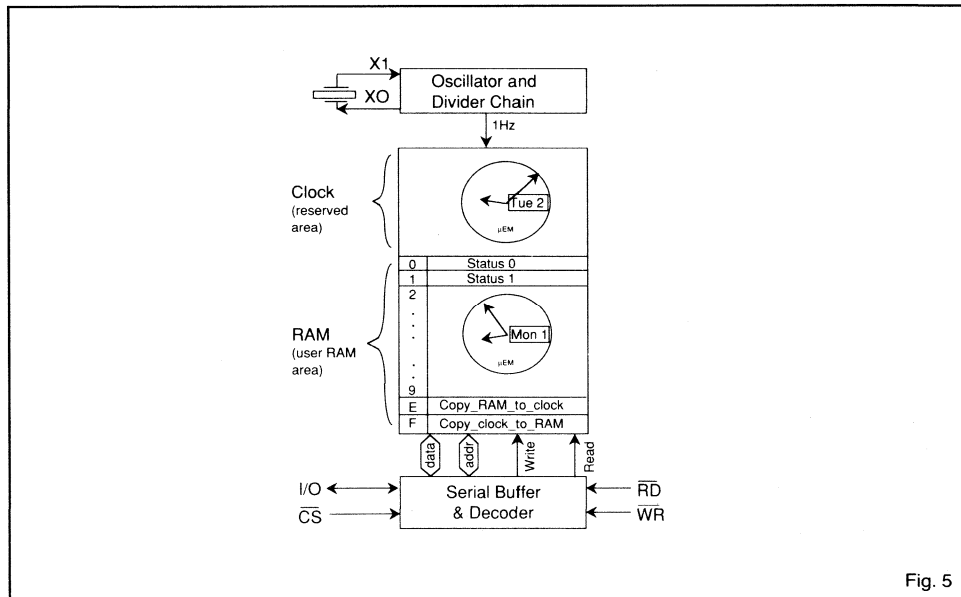 X1
XO
Oscillator and
Divider Chain
1Hz
Clock
(reserved
area)
Tue 2
µEM
0 Status 0
1 Status 1
2
.
.
.
.
.
9
RAM
(user RAM
area)
Mon 1
µEM
E Copy_RAM_to_clock
F Copy_clock_to_RAM
data
addr
Write
Read
I/O
CS
Serial Buffer
& Decoder
RD
WR
Fig. 5